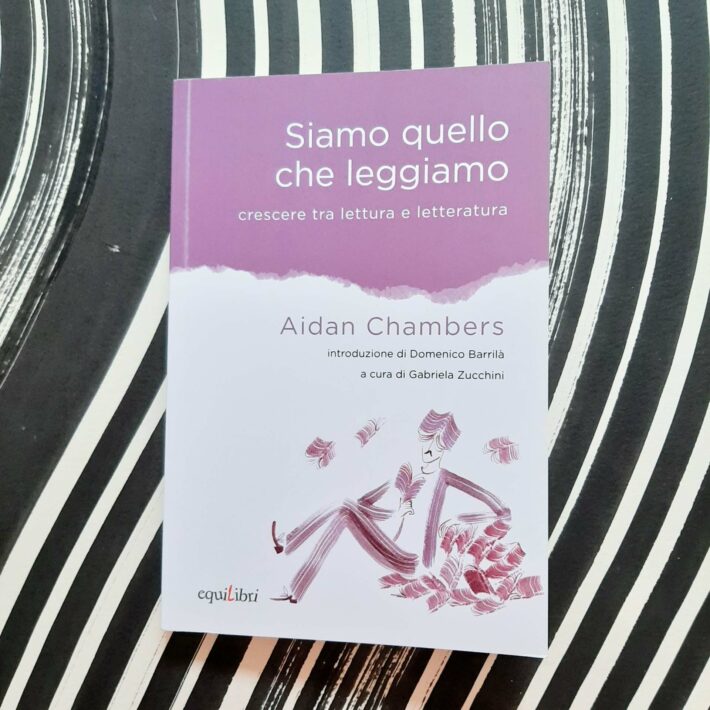 Siamo quello
che leggiamo
crescere tra lettura e letteratura
Aidan Chambers
introduzione di Domenico Barrilà
a cura di Gabriela Zucchini
equiLibri